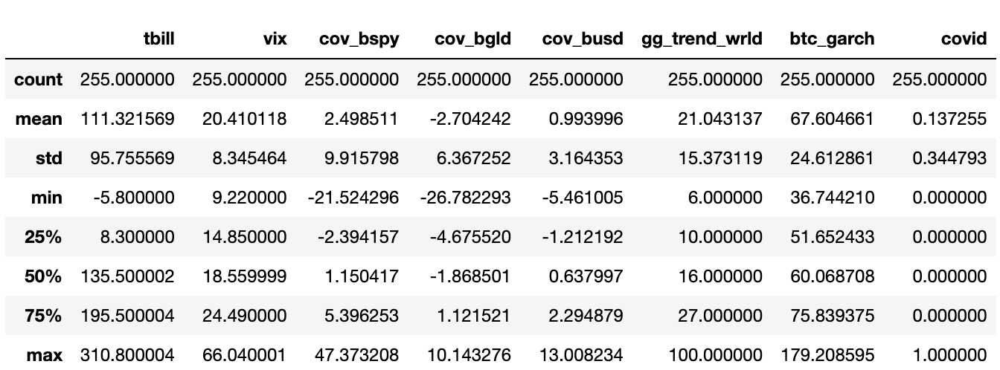 tbill vix cov_bspy cov_bgld cov_busd gg_trend_wrld btc_garch covid
count 255.000000 255.000000 255.000000 255.000000 255.000000 255.000000 255.000000 255.000000
mean 111.321569 20.410118 2.498511 -2.704242 0.993996 21.043137 67.604661 0.137255
std 95.755569 8.345464 9.915798 6.367252 3.164353 15.373119 24.612861 0.344793
min -5.800000 9.220000 -21.524296 -26.782293 -5.461005 6.000000 36.744210 0.000000
25% 8.300000 14.850000 -2.394157 -4.675520 -1.212192 10.000000 51.652433 0.000000
50% 135.500002 18.559999 1.150417 -1.868501 0.637997 16.000000 60.068708 0.000000
75% 195.500004 24.490000 5.396253 1.121521 2.294879 27.000000 75.839375 0.000000
max 310.800004 66.040001 47.373208 10.143276 13.008234 100.000000 179.208595 1.000000